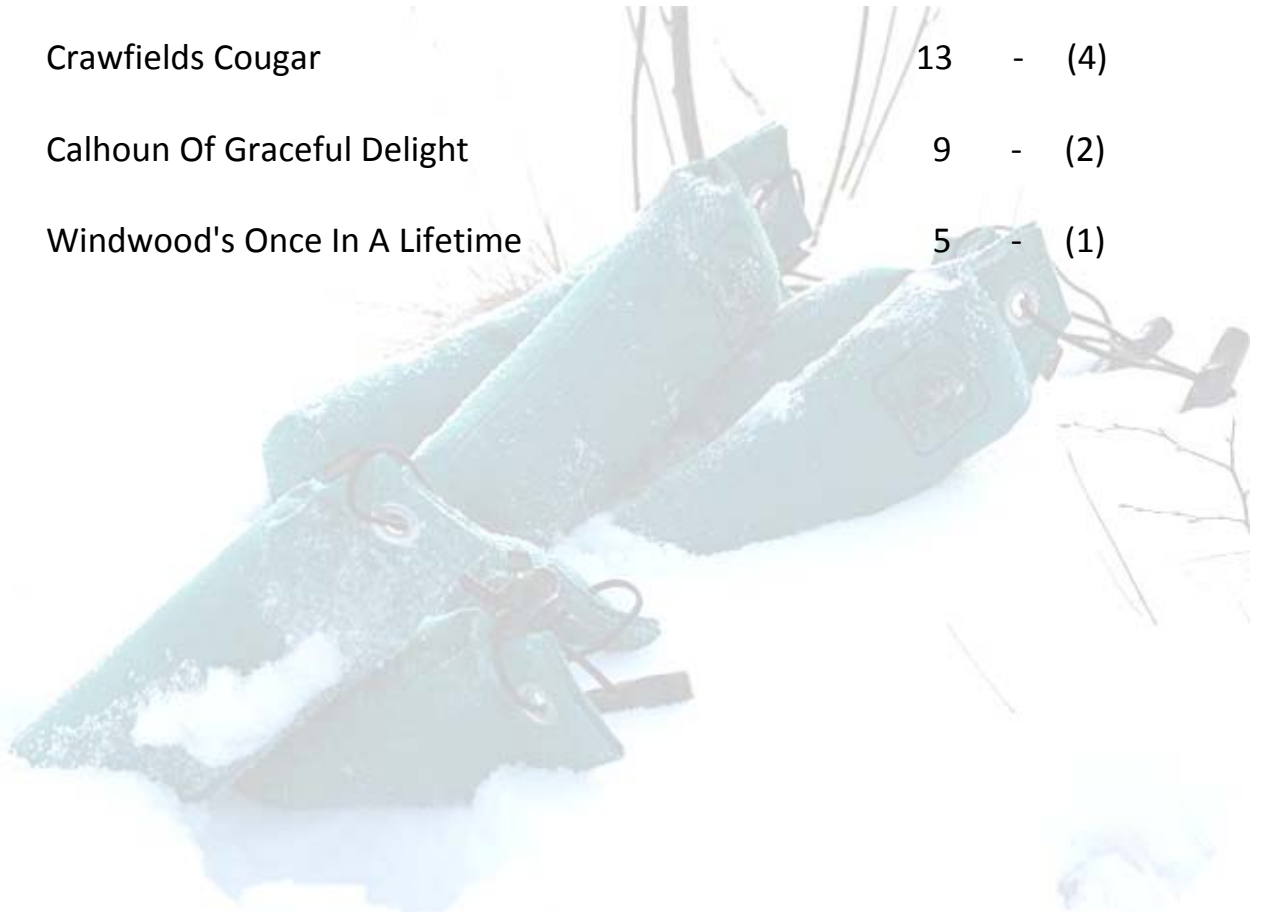 Crawfields Cougar 13 - (4)
Calhoun Of Graceful Delight 9 - (2)
Windwood's Once In A Lifetime 5 - (1)